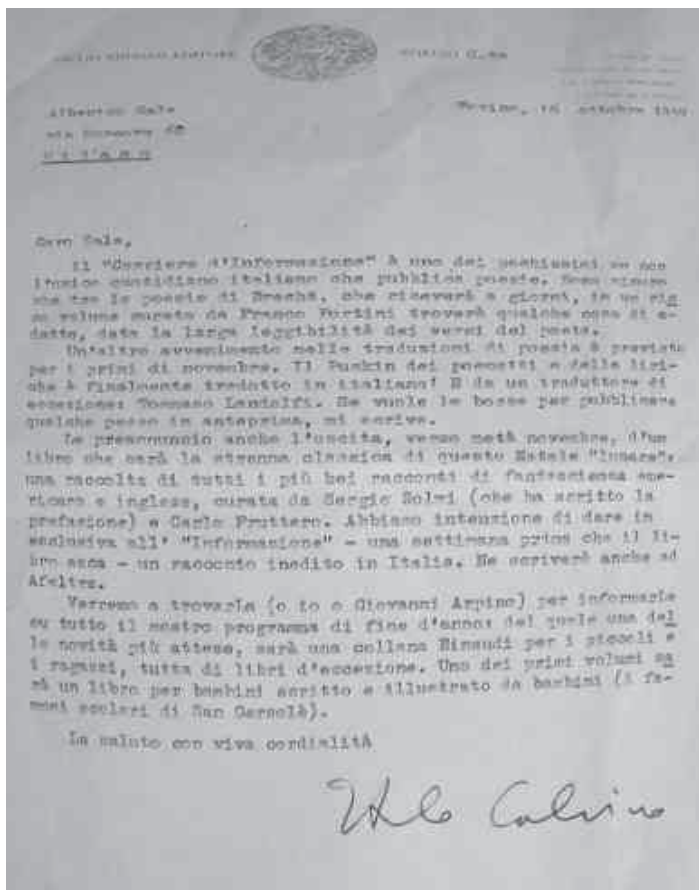 GIULIO EINAUDI EDITORE
Alberico Sala
via
MILANO
Torino, 16 ottobre
Caro Sala,
il "Corriere d'Informazione" è uno dei pochissimi se non
l'unico quotidiano italiano che pubblica poesie. Sono sicuro
che tra le poesie di Brecht, che riceverà a giorni, in un
volume curato da Franco Fortini troverà qualche cosa di a-
datto, data la larga leggibilità dei versi del poeta.
Un'altro avvenimento nelle traduzioni di poesia è previsto
per i primi di novembre. Il Puskin dei poemetti e delle liri-
che è finalmente tradotto in italiano! E da un traduttore di
eccezione: Tommaso Landolfi. Se vuole le bozze per pubblicare
qualche pezzo in anteprima, mi scriva.
Le preannuncio anche l'uscita, verso metà novembre, d'un
libro che sarà la strenna classica di questo Natale "lunare":
una raccolta di tutti i più bei racconti di fantascienza ame-
ricana e inglese, curata da Sergio Solmi (che ha scritto la
prefazione) e Carlo Fruttero. Abbiamo intenzione di dare in
esclusiva all' "Informazione" - una settimana prima che il li-
bro esca - un racconto inedito in Italia. Ne scriverò anche ad
Afeltra.
Verremo a trovarla (o io o Giovanni Arpino) per informarla
su tutto il nostro programma di fine d'anno: del quale una del
le novità più attese, sarà una collana Einaudi per i piccoli e
i ragazzi, tutta di libri d'eccezione. Uno dei primi volumi sa
rà un libro per bambini scritto e illustrato da bambini (i fa-
mosi scolari di San Gersolè).
La saluto con viva cordialità
Italo Calvino